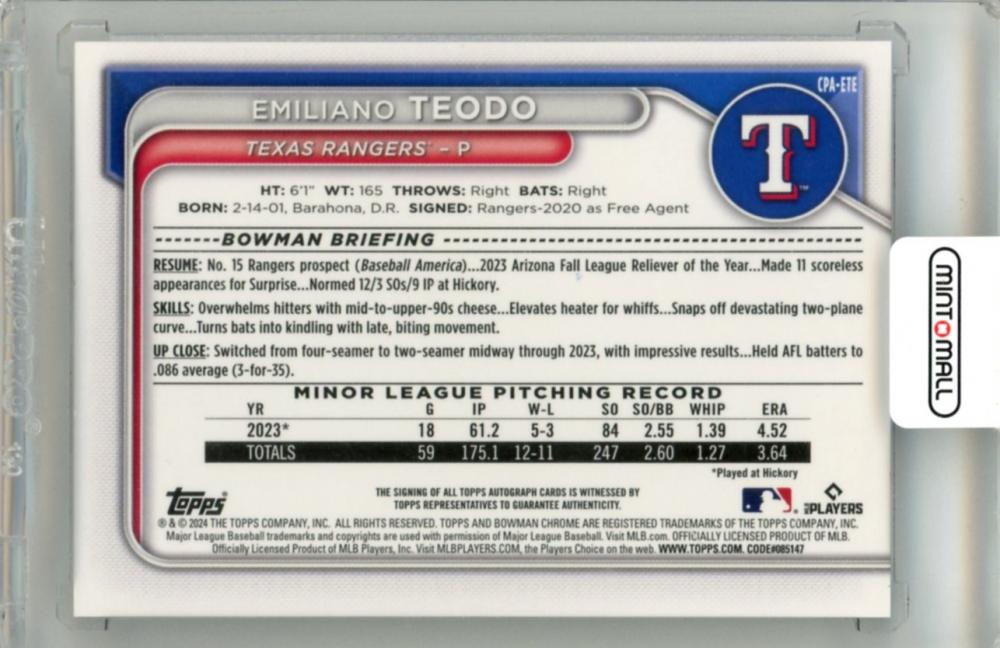 CPA-ETE
EMILIANO TEODO
TEXAS RANGERS - P
T
HT: 6'1" WT: 165 THROWS: Right BATS: Right
BORN: 2-14-01, Barahona, D.R. SIGNED: Rangers-2020 as Free Agent
BOWMAN BRIEFING
RESUME: No. 15 Rangers prospect (Baseball America)...2023 Arizona Fall League Reliever of the Year...Made 11 scoreless
appearances for Surprise...Normed 12/3 SOs/9 IP at Hickory.
SKILLS: Overwhelms hitters with mid-to-upper-90s cheese...Elevates heater for whiffs...Snaps off devastating two-plane
curve...Turns bats into kindling with late, biting movement.
UP CLOSE: Switched from four-seamer to two-seamer midway through 2023, with impressive results...Held AFL batters to
.086 average (3-for-35).
MINOR LEAGUE PITCHING RECORD
YR G IP W-L SO SO/BB WHIP ERA
2023* 18 61.2 5-3 84 2.55 1.39 4.52
TOTALS 59 175.1 12-11 247 2.60 1.27 3.64
*Played at Hickory
topps
THE SIGNING OF ALL TOPPS AUTOGRAPH CARDS IS WITNESSED BY
TOPPS REPRESENTATIVES TO GUARANTEE AUTHENTICITY.
PLAYERS
® & © 2024 THE TOPPS COMPANY, INC. ALL RIGHTS RESERVED. TOPPS AND BOWMAN CHROME ARE REGISTERED TRADEMARKS OF THE TOPPS COMPANY, INC.
Major League Baseball trademarks and copyrights are used with permission of Major League Baseball. Visit MLB.com. OFFICIALLY LICENSED PRODUCT OF MLB.
Officially Licensed Product of MLB Players, Inc. Visit MLBPLAYERS.COM, the Players Choice on the web. WWW.TOPPS.COM. CODE#085147
MINT MALL